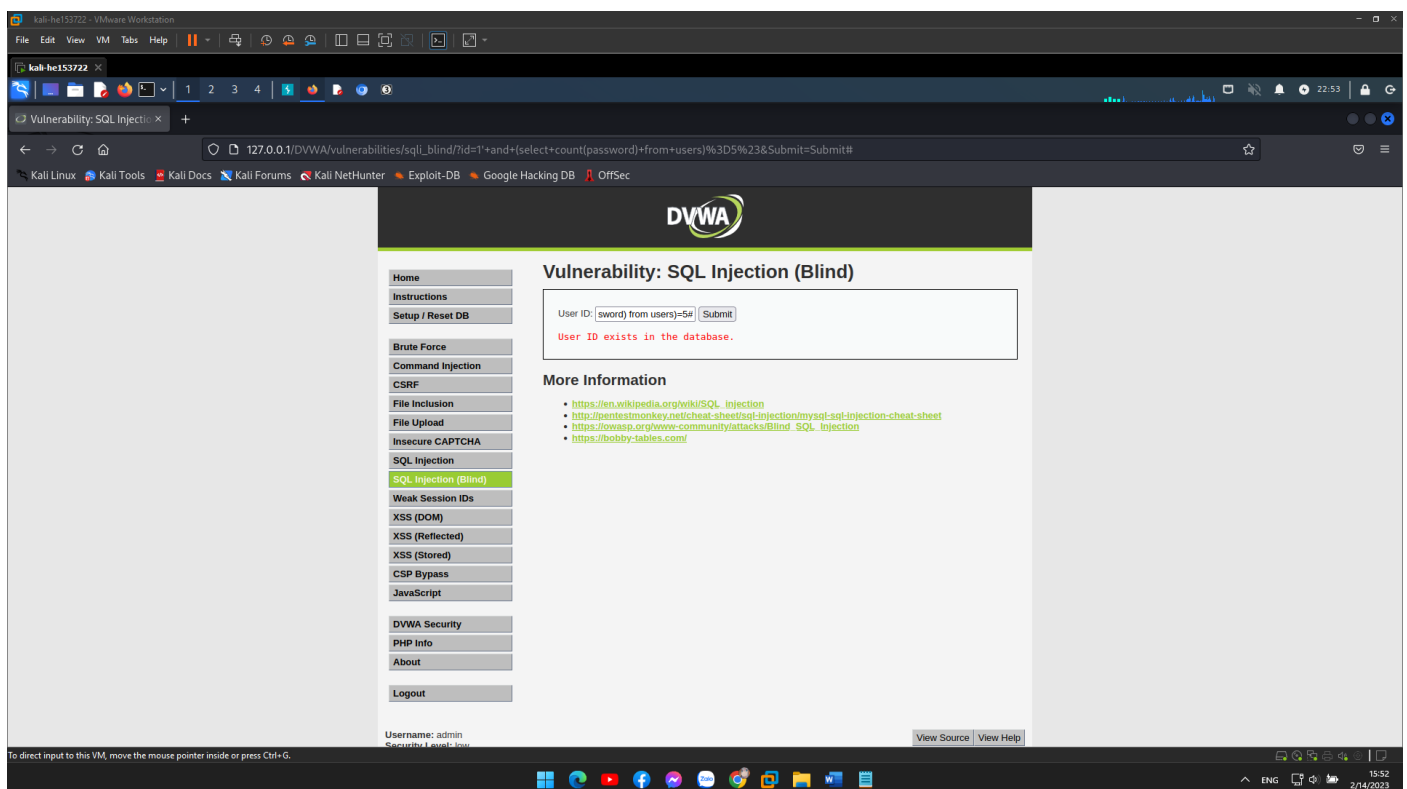 kali-he153722 - VMware Workstation
File Edit View VM Tabs Help
kali-he153722
1 2 3 4
22:53
Vulnerability: SQL Injectio
127.0.0.1/DVWA/vulnerabilities/sqli_blind/?id=1'+and+(select+count(password)+from+users)%3D5%23&Submit=Submit#
Kali Linux Kali Tools Kali Docs Kali Forums Kali NetHunter Exploit-DB Google Hacking DB OffSec
DVWA
Home
Instructions
Setup / Reset DB
Brute Force
Command Injection
CSRF
File Inclusion
File Upload
Insecure CAPTCHA
SQL Injection
SQL Injection (Blind)
Weak Session IDs
XSS (DOM)
XSS (Reflected)
XSS (Stored)
CSP Bypass
JavaScript
DVWA Security
PHP Info
About
Logout
Vulnerability: SQL Injection (Blind)
User ID: sword) from users)=5# Submit
User ID exists in the database.
More Information
https://en.wikipedia.org/wiki/SQL_injection
http://pentestmonkey.net/cheat-sheet/sql-injection/mysql-sql-injection-cheat-sheet
https://owasp.org/www-community/attacks/Blind_SQL_Injection
https://bobby-tables.com/
Username: admin
Security Level: low
View Source View Help
To direct input to this VM, move the mouse pointer inside or press Ctrl+G.
Zalo
ENG
15:52
2/14/2023